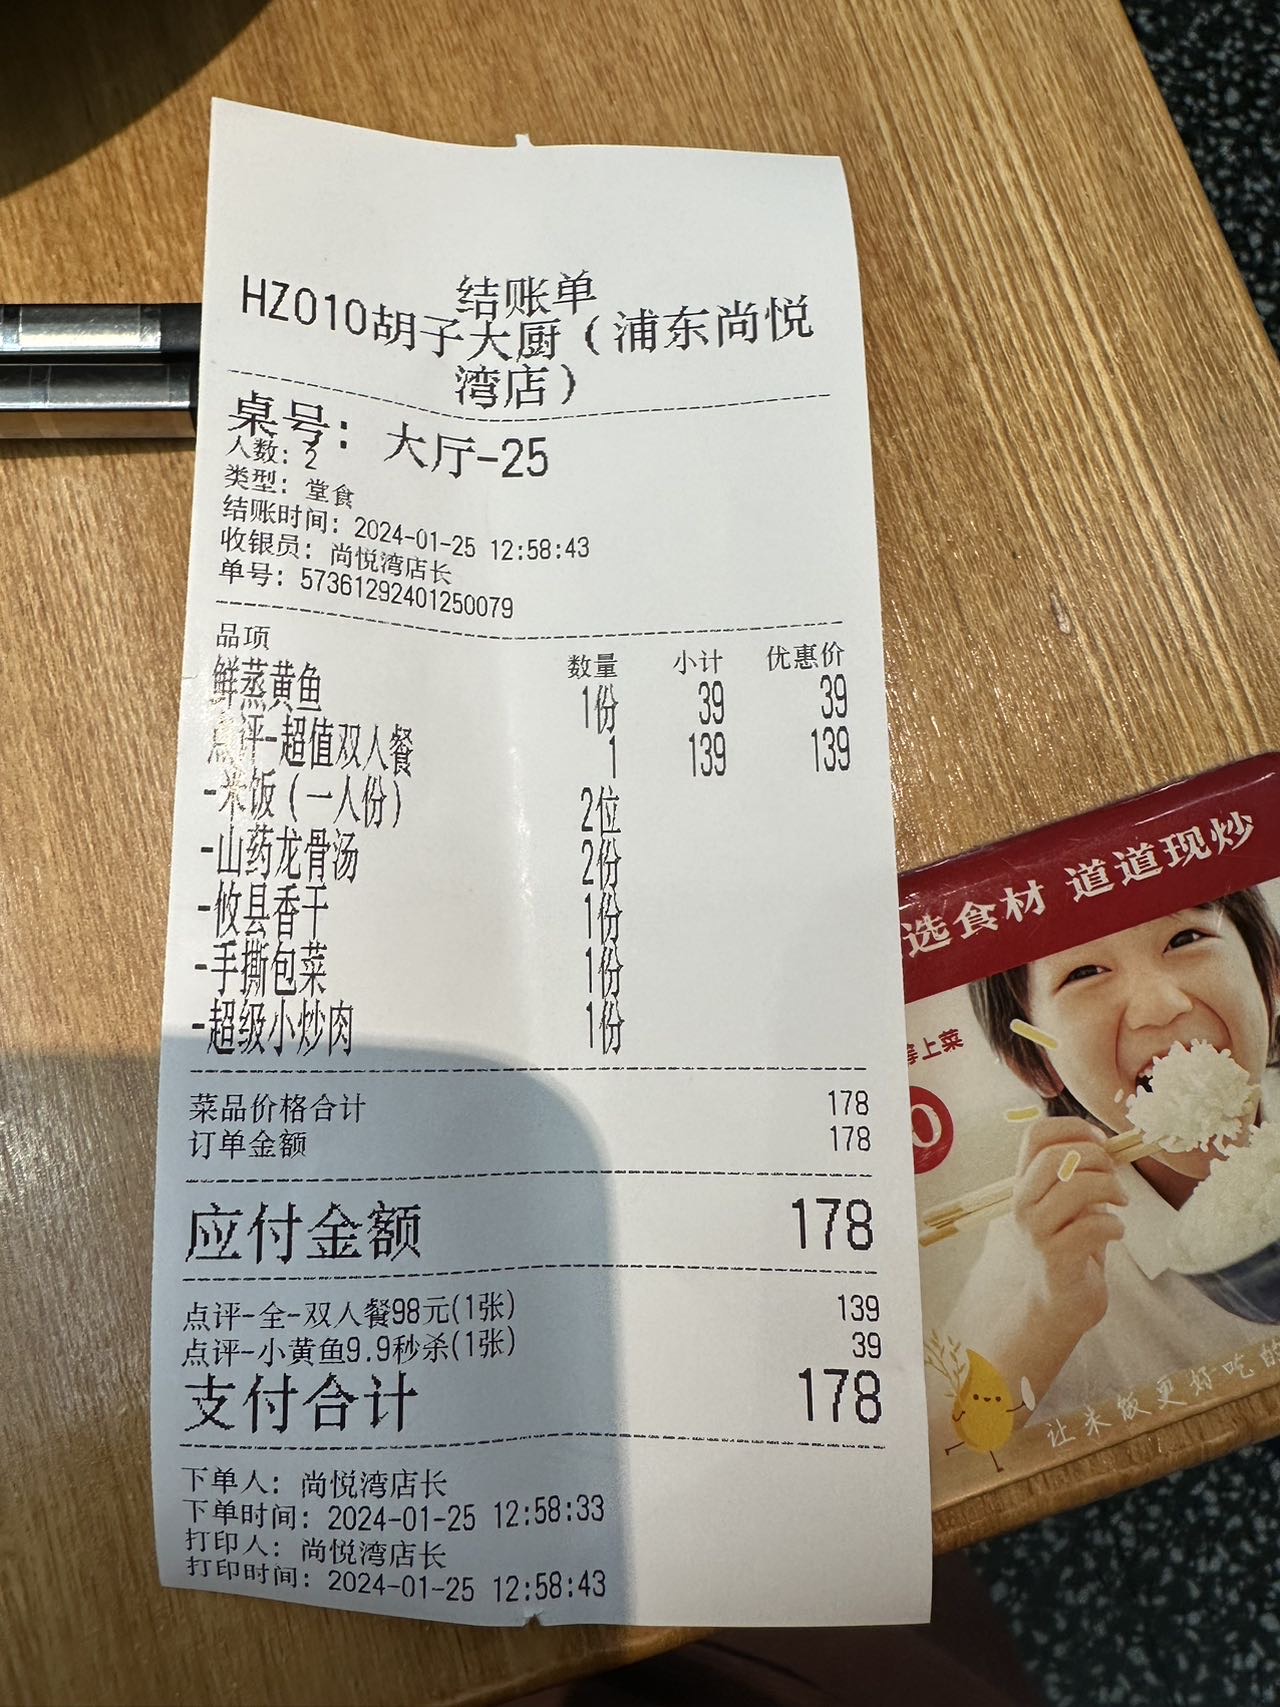 结账单
HZ010胡子大厨（浦东尚悦
湾店）
桌号：大厅-25
人数：2
类型：堂食
结账时间：2024-01-25 12:58:43
收银员：尚悦湾店长
单号：57361292401250079
品项 数量 小计 优惠价
鲜蒸黄鱼 1份 39 39
点评-超值双人餐 1 139 139
-米饭（一人份） 2位
-山药龙骨汤 2份
-攸县香干 1份
-手撕包菜 1份
-超级小炒肉 1份
菜品价格合计 178
订单金额 178
应付金额 178
点评-全-双人餐98元(1张) 139
点评-小黄鱼9.9秒杀(1张) 39
支付合计 178
下单人：尚悦湾店长
下单时间：2024-01-25 12:58:33
打印人：尚悦湾店长
打印时间：2024-01-25 12:58:43
选食材 道道现炒
等上菜
0
让米饭更好吃的